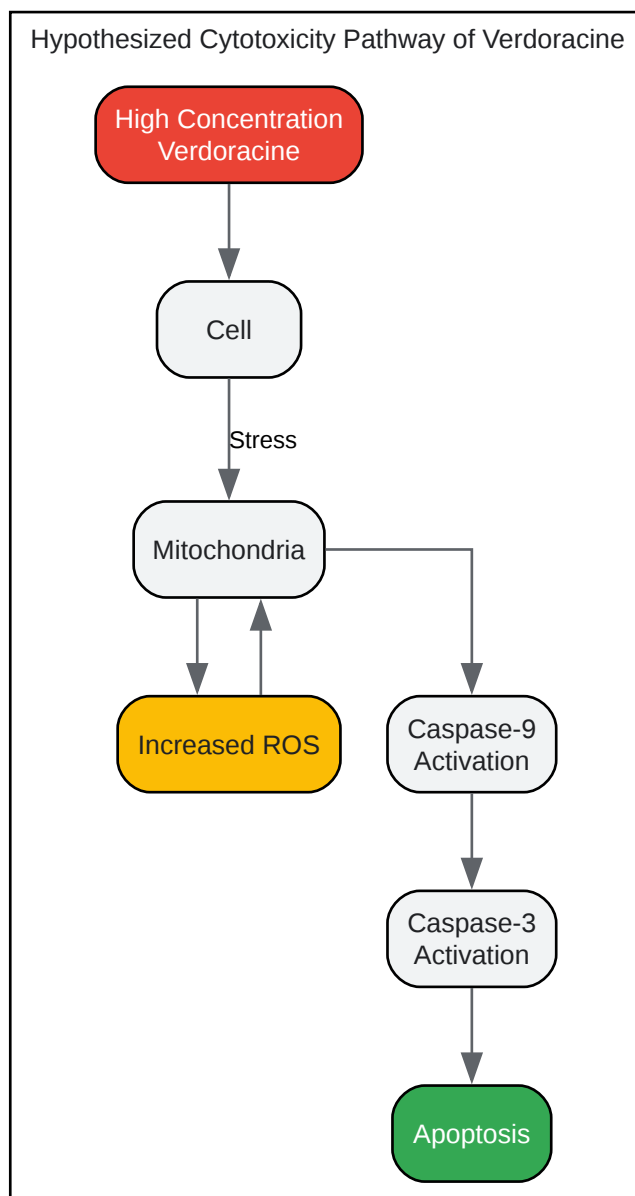 Hypothesized Cytotoxicity Pathway of Verdoracine
High Concentration
Verdoracine
Cell
Stress
Mitochondria
Increased ROS
Caspase-9
Activation
Caspase-3
Activation
Apoptosis